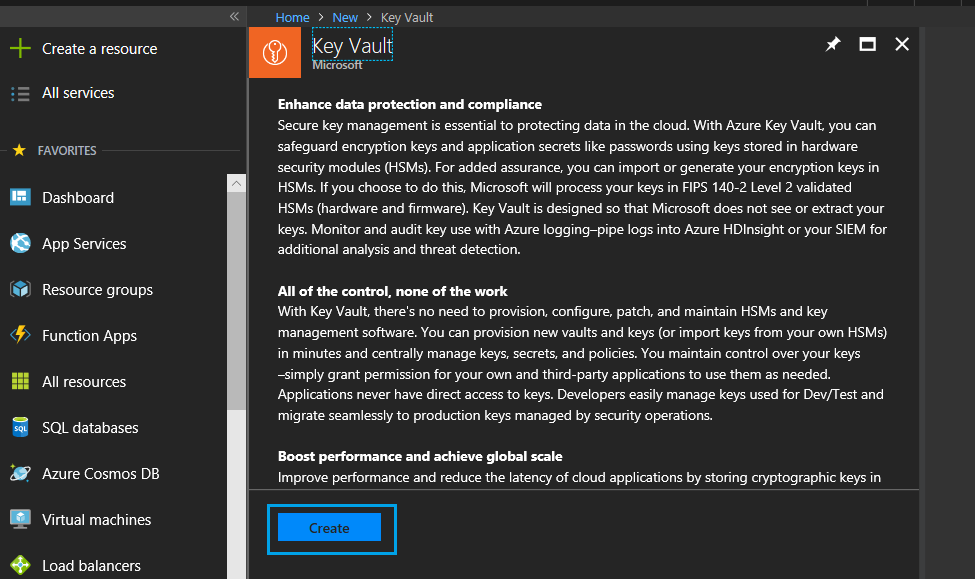 Home > New > Key Vault
Create a resource
All services
FAVORITES
Dashboard
App Services
Resource groups
Function Apps
All resources
SQL
SQL databases
Azure Cosmos DB
Virtual machines
Load balancers
Key Vault
Microsoft
Enhance data protection and compliance
Secure key management is essential to protecting data in the cloud. With Azure Key Vault, you can
safeguard encryption keys and application secrets like passwords using keys stored in hardware
security modules (HSMs). For added assurance, you can import or generate your encryption keys in
HSMs. If you choose to do this, Microsoft will process your keys in FIPS 140-2 Level 2 validated
HSMs (hardware and firmware). Key Vault is designed so that Microsoft does not see or extract your
keys. Monitor and audit key use with Azure logging–pipe logs into Azure HDInsight or your SIEM for
additional analysis and threat detection.
All of the control, none of the work
With Key Vault, there's no need to provision, configure, patch, and maintain HSMs and key
management software. You can provision new vaults and keys (or import keys from your own HSMs)
in minutes and centrally manage keys, secrets, and policies. You maintain control over your keys
–simply grant permission for your own and third-party applications to use them as needed.
Applications never have direct access to keys. Developers easily manage keys used for Dev/Test and
migrate seamlessly to production keys managed by security operations.
Boost performance and achieve global scale
Improve performance and reduce the latency of cloud applications by storing cryptographic keys in
Create